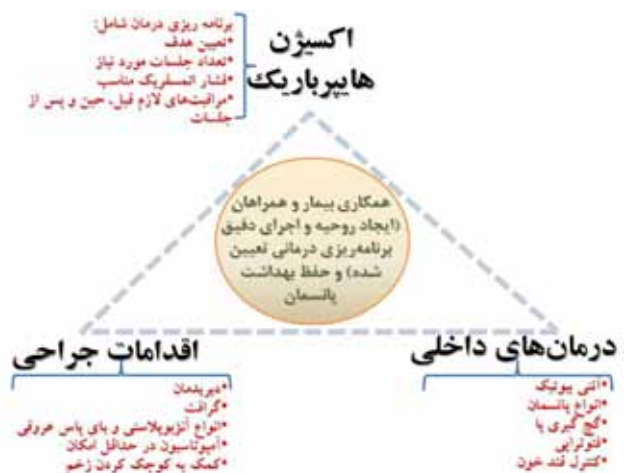 برنامه ریزی درمان شامل:
•تعیین هدف
•تعداد جلسات مورد نیاز
•فشار اتمسفریک مناسب
•مراقبت‌های لازم قبل، حین و پس از
جلسات
اکسیژن
هایپرباریک
همکاری بیمار و همراهان
(ایجاد روحیه و اجرای دقیق
برنامه‌ریزی درمانی تعیین
شده) و حفظ بهداشت
پانسمان
درمان‌های داخلی
•آنتی بیوتیک
•انواع پانسمان
•گچ گیری پا
•فتوتراپی
•کنترل قند خون
اقدامات جراحی
•دبریدمان
•گرافت
•انواع آنژیوپلاستی و بای پاس عروقی
•آمپوتاسیون در حداقل امکان
•کمک به کوچک کردن زخم